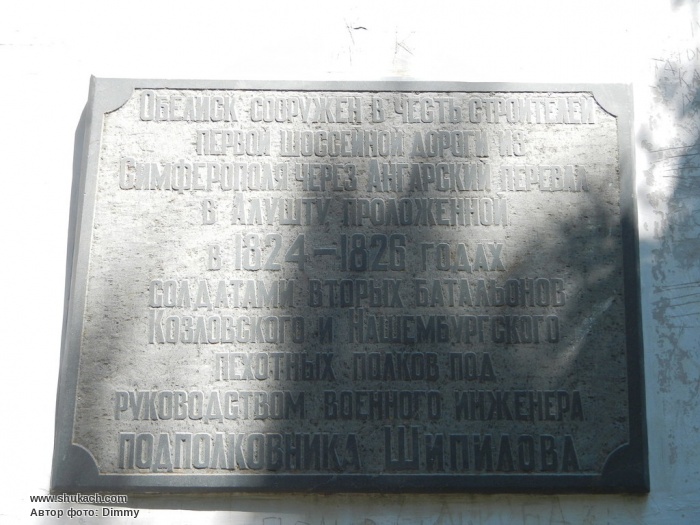 Обелиск сооружен в честь строителей
первой шоссейной дороги из
Симферополя через Ангарский перевал
в Алушту проложенной
в 1824–1826 годах
солдатами вторых батальонов
Козловского и Нашембургского
пехотных полков под
руководством военного инженера
подполковника Шипилова
www.shukach.com
Автор фото: Dimmy